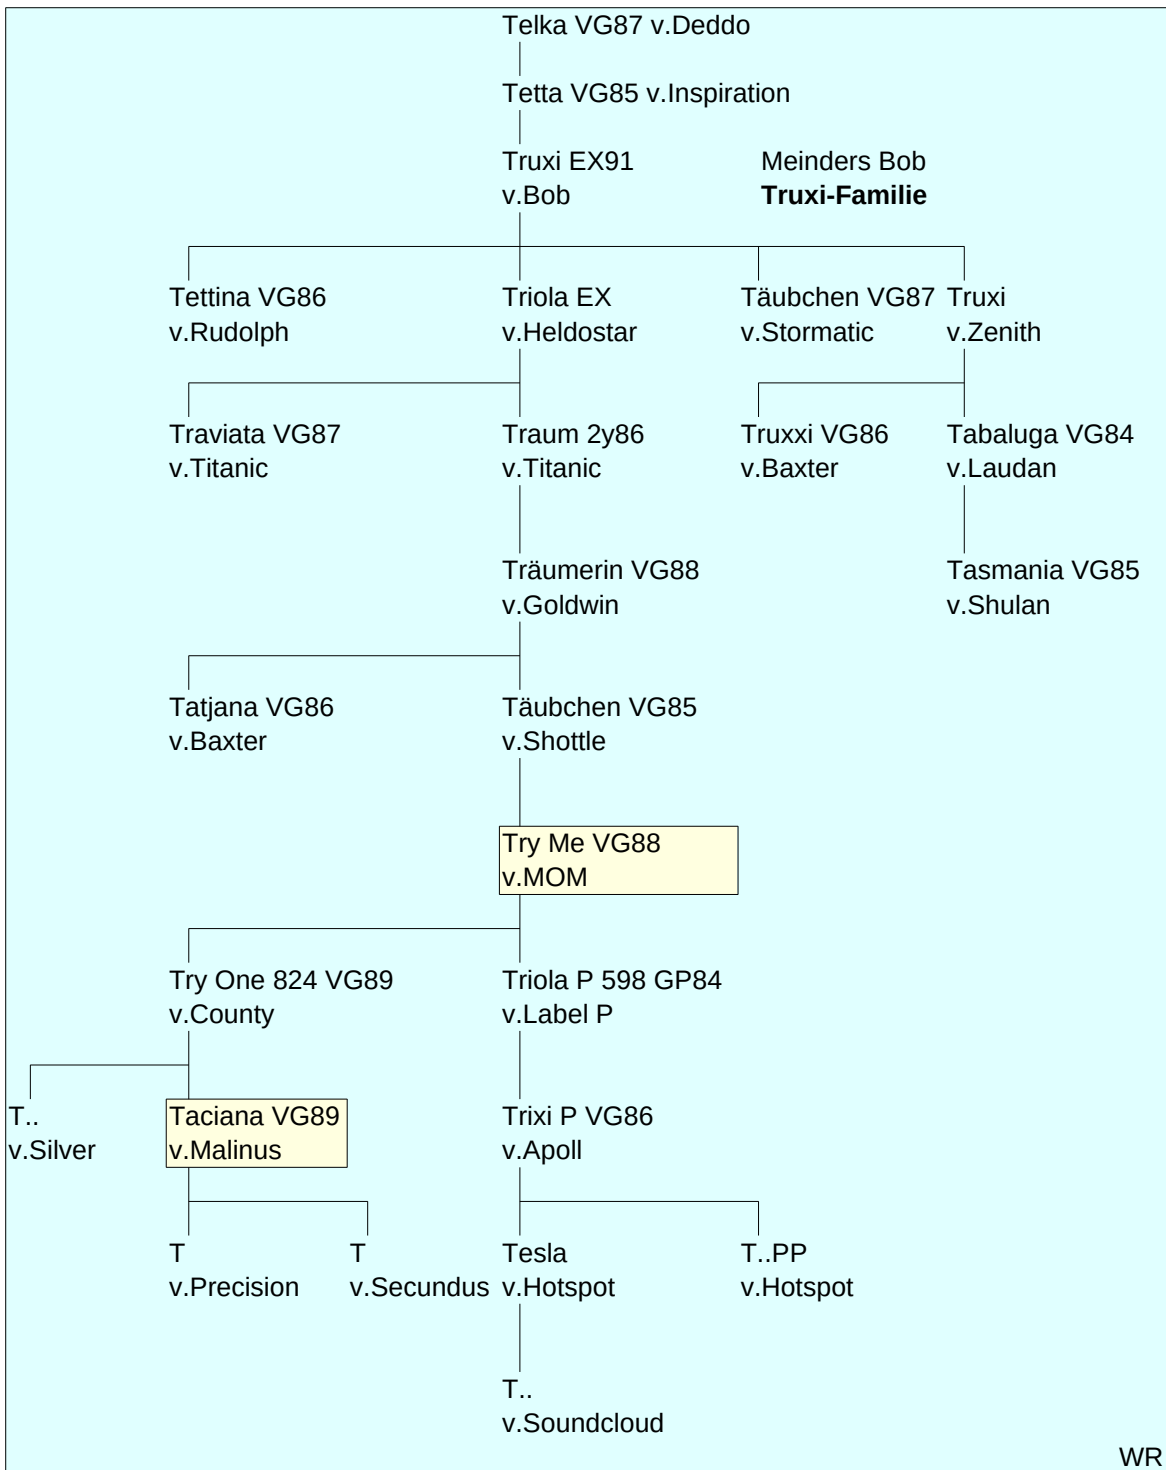 Telka VG87 v.Deddo
Tetta VG85 v.Inspiration
Truxi EX91
v.Bob
Meinders Bob
Truxi-Familie
Tettina VG86
v.Rudolph
Triola EX
v.Heldostar
Täubchen VG87
v.Stormatic
Truxi
v.Zenith
Traviata VG87
v.Titanic
Traum 2y86
v.Titanic
Truxxi VG86
v.Baxter
Tabaluga VG84
v.Laudan
Träumerin VG88
v.Goldwin
Tasmania VG85
v.Shulan
Tatjana VG86
v.Baxter
Täubchen VG85
v.Shottle
Try Me VG88
v.MOM
Try One 824 VG89
v.County
Triola P 598 GP84
v.Label P
T..
v.Silver
Taciana VG89
v.Malinus
Trixi P VG86
v.Apoll
T
v.Precision
T
v.Secundus
Tesla
v.Hotspot
T..PP
v.Hotspot
T..
v.Soundcloud
WR